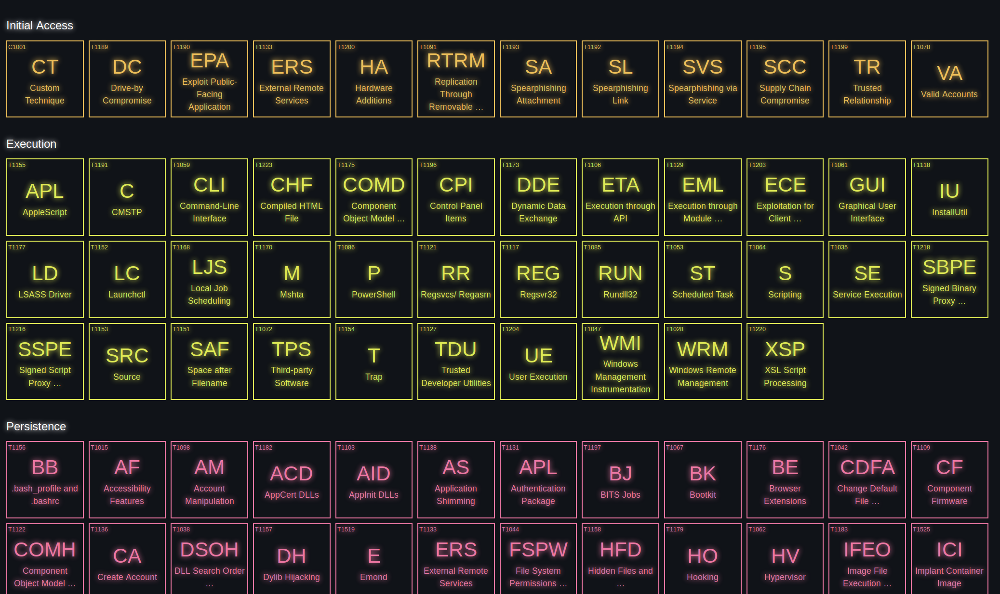 Initial Access
C1001
CT
Custom
Technique
T1189
DC
Drive-by
Compromise
T1190
EPA
Exploit Public-
Facing
Application
T1133
ERS
External Remote
Services
T1200
HA
Hardware
Additions
T1091
RTRM
Replication
Through
Removable …
T1193
SA
Spearphishing
Attachment
T1192
SL
Spearphishing
Link
T1194
SVS
Spearphishing via
Service
T1195
SCC
Supply Chain
Compromise
T1199
TR
Trusted
Relationship
T1078
VA
Valid Accounts
Execution
T1155
APL
AppleScript
T1191
C
CMSTP
T1059
CLI
Command-Line
Interface
T1223
CHF
Compiled HTML
File
T1175
COMD
Component
Object Model …
T1196
CPI
Control Panel
Items
T1173
DDE
Dynamic Data
Exchange
T1106
ETA
Execution through
API
T1129
EML
Execution through
Module …
T1203
ECE
Exploitation for
Client …
T1061
GUI
Graphical User
Interface
T1118
IU
InstallUtil
T1177
LD
LSASS Driver
T1152
LC
Launchctl
T1168
LJS
Local Job
Scheduling
T1170
M
Mshta
T1086
P
PowerShell
T1121
RR
Regsvcs/ Regasm
T1117
REG
Regsvr32
T1085
RUN
Rundll32
T1053
ST
Scheduled Task
T1064
S
Scripting
T1035
SE
Service Execution
T1218
SBPE
Signed Binary
Proxy …
T1216
SSPE
Signed Script
Proxy …
T1153
SRC
Source
T1151
SAF
Space after
Filename
T1072
TPS
Third-party
Software
T1154
T
Trap
T1127
TDU
Trusted
Developer Utilities
T1204
UE
User Execution
T1047
WMI
Windows
Management
Instrumentation
T1028
WRM
Windows Remote
Management
T1220
XSP
XSL Script
Processing
Persistence
T1156
BB
.bash_profile and
.bashrc
T1015
AF
Accessibility
Features
T1098
AM
Account
Manipulation
T1182
ACD
AppCert DLLs
T1103
AID
AppInit DLLs
T1138
AS
Application
Shimming
T1131
APL
Authentication
Package
T1197
BJ
BITS Jobs
T1067
BK
Bootkit
T1176
BE
Browser
Extensions
T1042
CDFA
Change Default
File …
T1109
CF
Component
Firmware
T1122
COMH
Component
Object Model …
T1136
CA
Create Account
T1038
DSOH
DLL Search Order
…
T1157
DH
Dylib Hijacking
T1519
E
Emond
T1133
ERS
External Remote
Services
T1044
FSPW
File System
Permissions …
T1158
HFD
Hidden Files and
…
T1179
HO
Hooking
T1062
HV
Hypervisor
T1183
IFEO
Image File
Execution …
T1525
ICI
Implant Container
Image